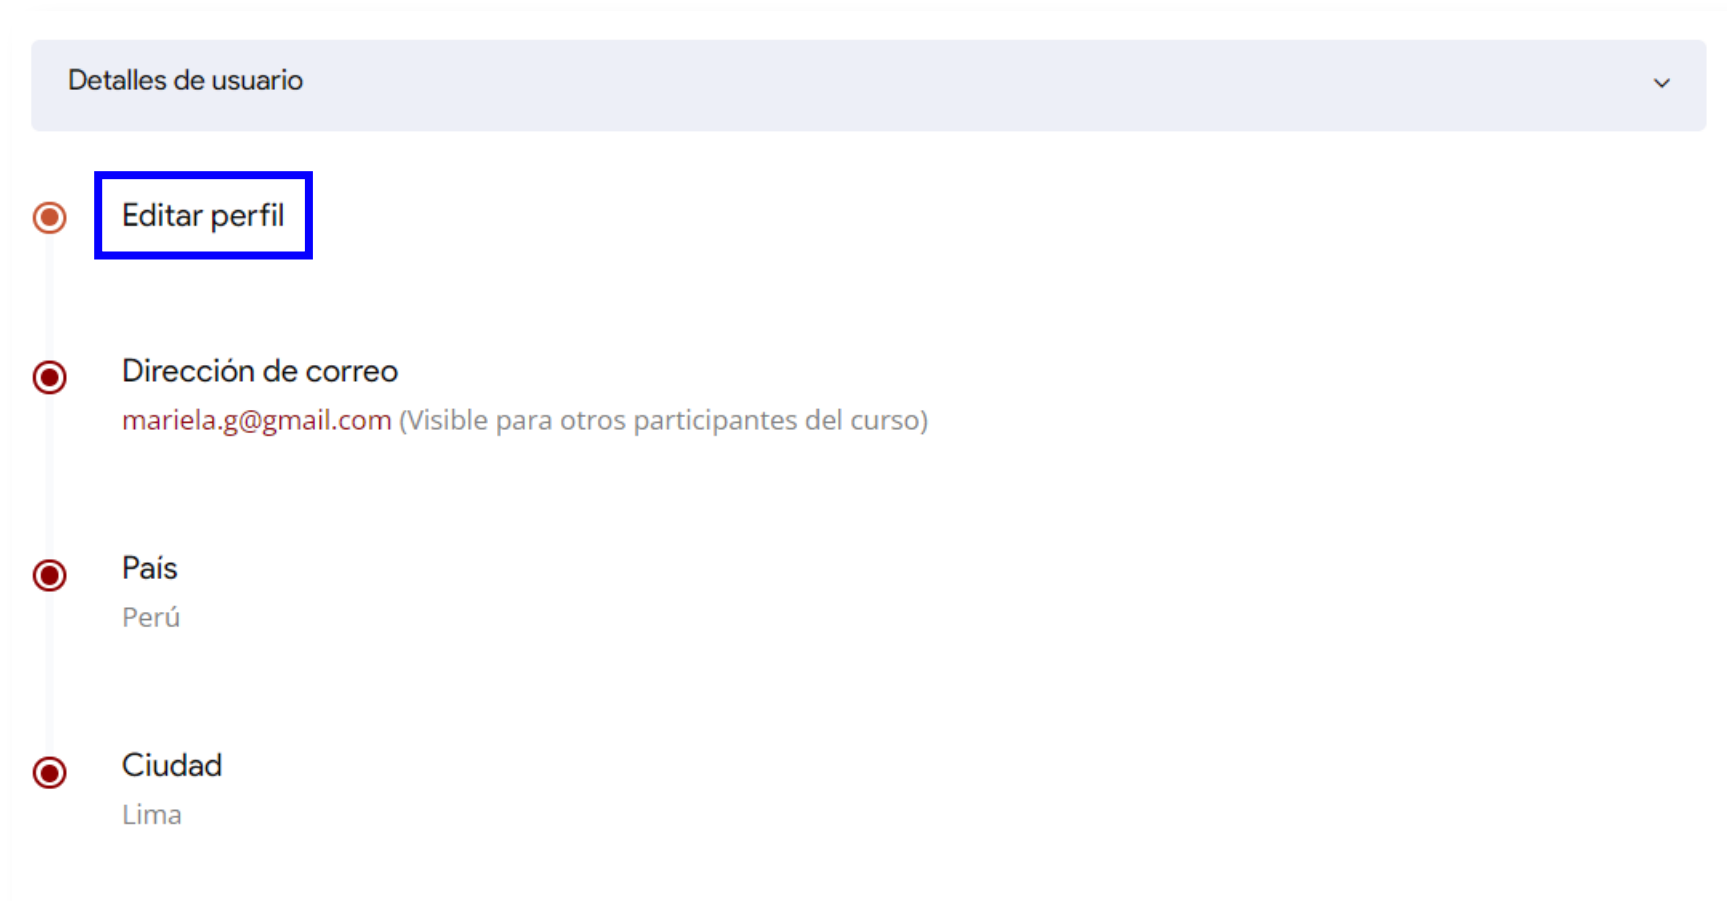 Detalles de usuario
Editar perfil
Dirección de correo
mariela.g@gmail.com (Visible para otros participantes del curso)
País
Perú
Ciudad
Lima